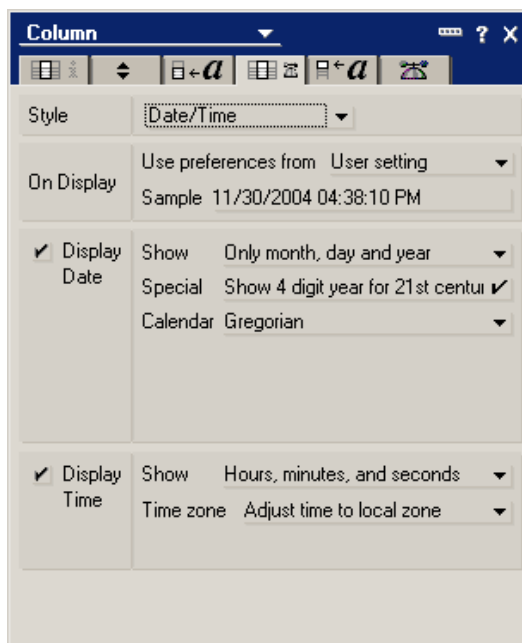 Column
?
X
i
a
a
Style Date/Time
On Display Use preferences from User setting
Sample 11/30/2004 04:38:10 PM
Display Date Show Only month, day and year
Special Show 4 digit year for 21st centur
Calendar Gregorian
Display Time Show Hours, minutes, and seconds
Time zone Adjust time to local zone